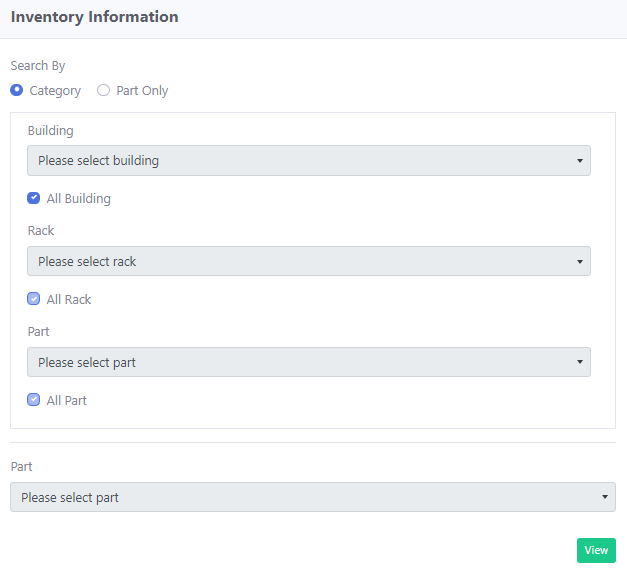 Inventory Information
Search By
Category Part Only
Building
Please select building
All Building
Rack
Please select rack
All Rack
Part
Please select part
All Part
Part
Please select part
View